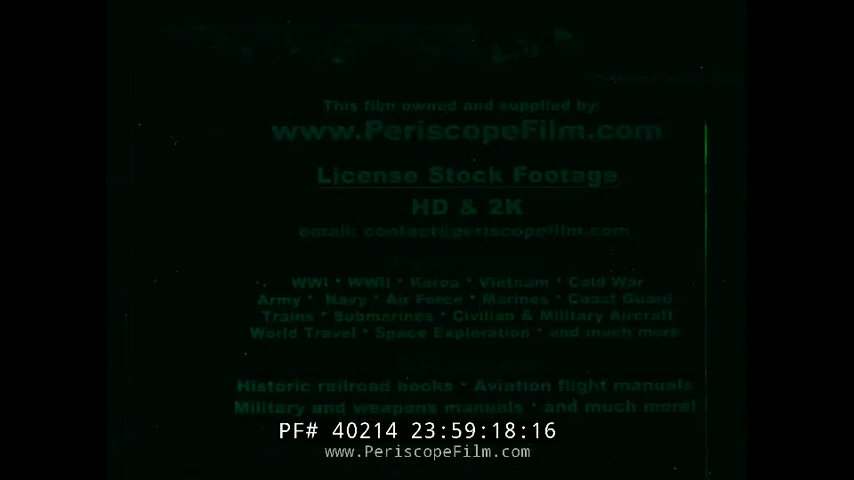 This film owned and supplied by:
www.PeriscopeFilm.com
License Stock Footage
HD & 2K
email: contact@periscopefilm.com
WWI * WWII * Korea * Vietnam * Cold War
Army * Navy * Air Force * Marines * Coast Guard
Trains * Submarines * Civilian & Military Aircraft
World Travel * Space Exploration * and much more
Historic railroad books * Aviation flight manuals
Military and weapons manuals * and much more!
PF# 40214 23:59:18:16
www.PeriscopeFilm.com